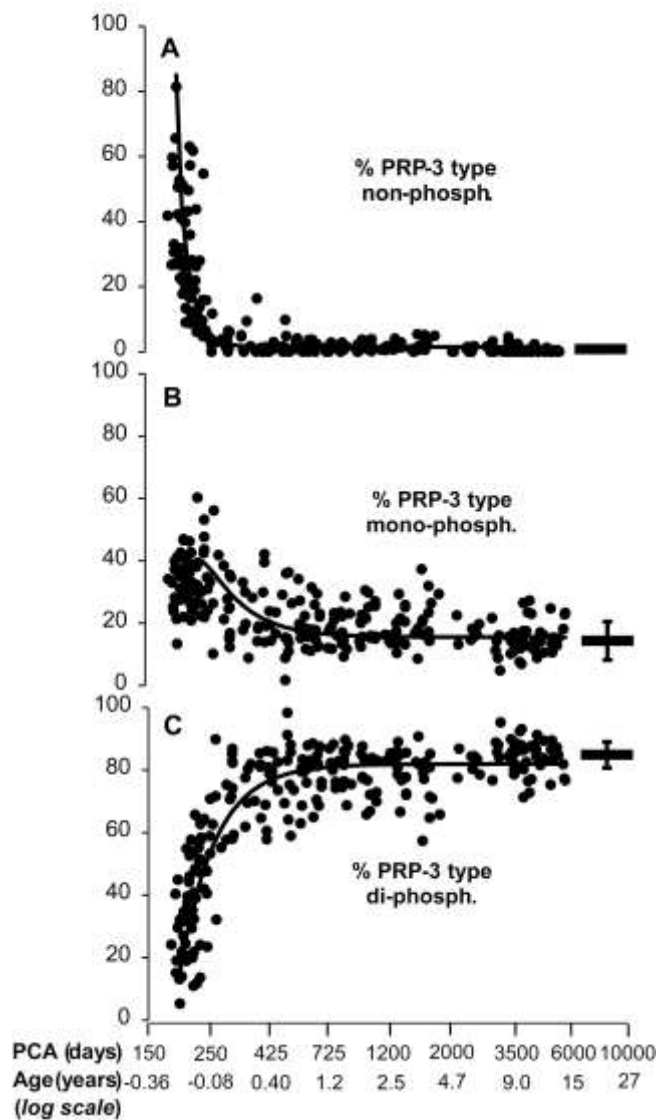 100
A
80
% PRP-3 type
non-phosph.
60
40
20
0
100
B
80
% PRP-3 type
mono-phosph.
60
40
20
0
100
C
80
60
% PRP-3 type
di-phosph.
40
20
0
PCA (days) 150 250 425 725 1200 2000 3500 6000 10000
Age (years) -0.36 -0.08 0.40 1.2 2.5 4.7 9.0 15 27
(log scale)